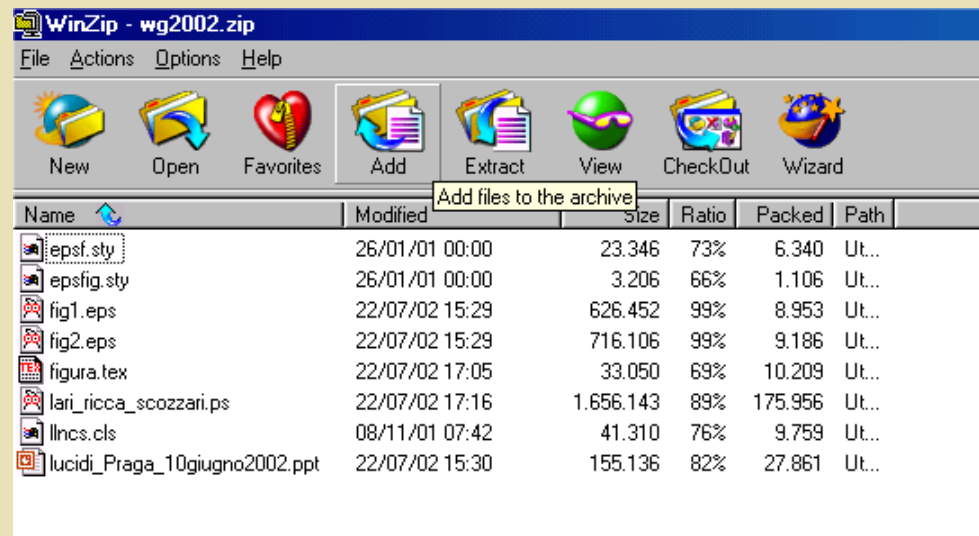 WinZip - wg2002.zip
File Actions Options Help
New Open Favorites Add Extract View CheckOut Wizard
Add files to the archive
Name Modified Size Ratio Packed Path
epsf.sty 26/01/01 00:00 23.346 73% 6.340 Ut...
epsfig.sty 26/01/01 00:00 3.206 66% 1.106 Ut...
fig1.eps 22/07/02 15:29 626.452 99% 8.953 Ut...
fig2.eps 22/07/02 15:29 716.106 99% 9.186 Ut...
figura.tex 22/07/02 17:05 33.050 69% 10.209 Ut...
lari_ricca_scozzari.ps 22/07/02 17:16 1.656.143 89% 175.956 Ut...
llncs.cls 08/11/01 07:42 41.310 76% 9.759 Ut...
lucidi_Praga_10giugno2002.ppt 22/07/02 15:30 155.136 82% 27.861 Ut...